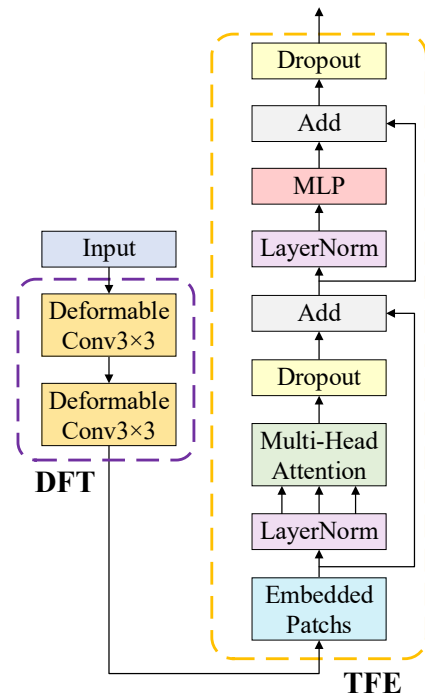 Input
Deformable
Conv3×3
Deformable
Conv3×3
DFT
Dropout
Add
MLP
LayerNorm
Add
Dropout
Multi-Head
Attention
LayerNorm
Embedded
Patchs
TFE